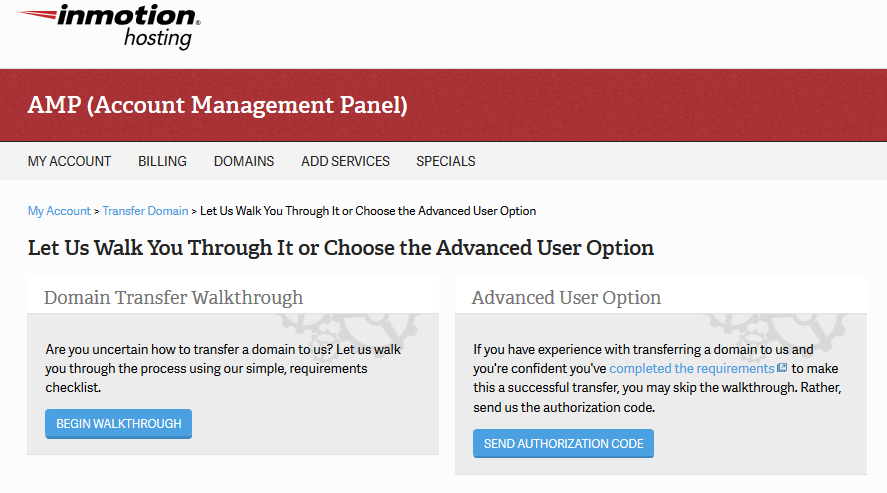 inmotion®
hosting
AMP (Account Management Panel)
MY ACCOUNT BILLING DOMAINS ADD SERVICES SPECIALS
My Account > Transfer Domain > Let Us Walk You Through It or Choose the Advanced User Option
Let Us Walk You Through It or Choose the Advanced User Option
Domain Transfer Walkthrough
Are you uncertain how to transfer a domain to us? Let us walk
you through the process using our simple, requirements
checklist.
BEGIN WALKTHROUGH
Advanced User Option
If you have experience with transferring a domain to us and
you're confident you've completed the requirements to make
this a successful transfer, you may skip the walkthrough. Rather,
send us the authorization code.
SEND AUTHORIZATION CODE